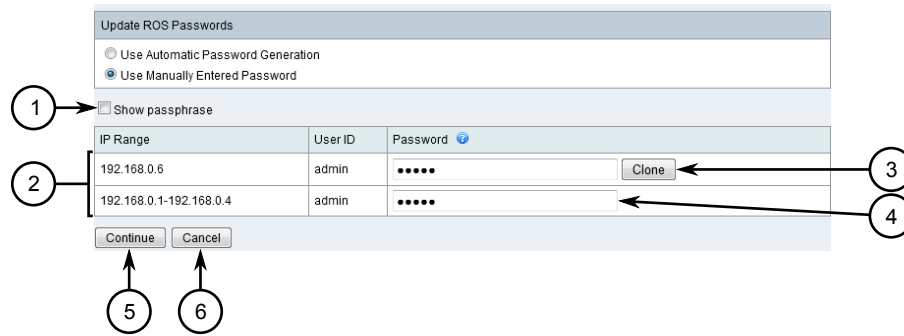 Update ROS Passwords
Use Automatic Password Generation
Use Manually Entered Password
1
Show passphrase
IP Range User ID Password ?
2
192.168.0.6 admin ••••• Clone
3
192.168.0.1-192.168.0.4 admin •••••
4
Continue Cancel
5 6